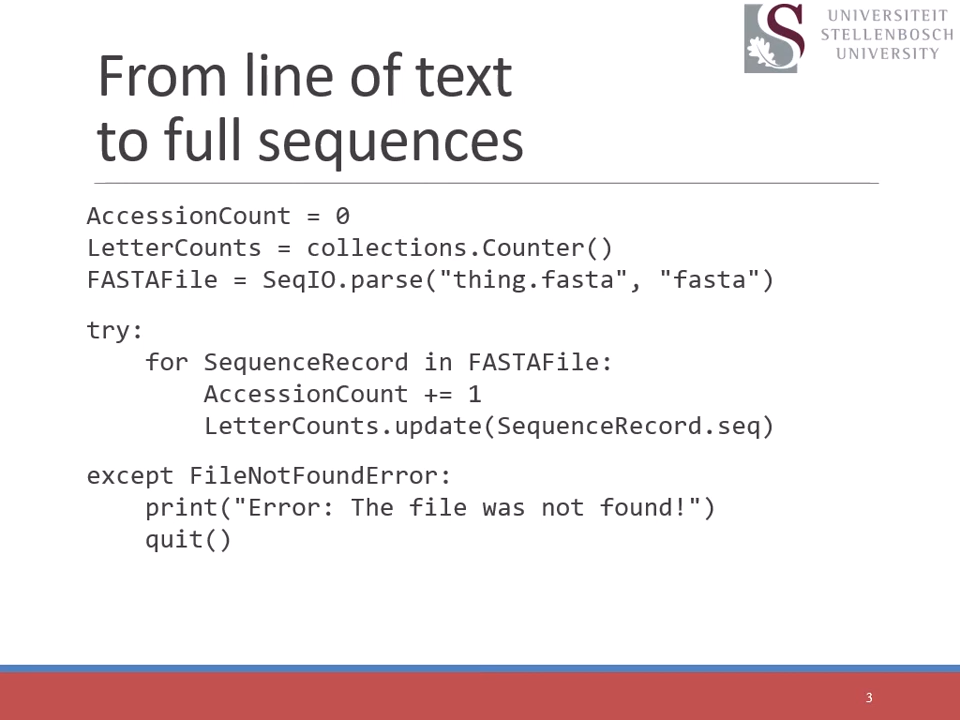 UNIVERSITEIT
STELLENBOSCH
UNIVERSITY
From line of text
to full sequences
AccessionCount = 0
LetterCounts = collections.Counter()
FASTAFile = SeqIO.parse("thing.fasta", "fasta")
try:
    for SequenceRecord in FASTAFile:
        AccessionCount += 1
        LetterCounts.update(SequenceRecord.seq)
except FileNotFoundError:
    print("Error: The file was not found!")
    quit()
3